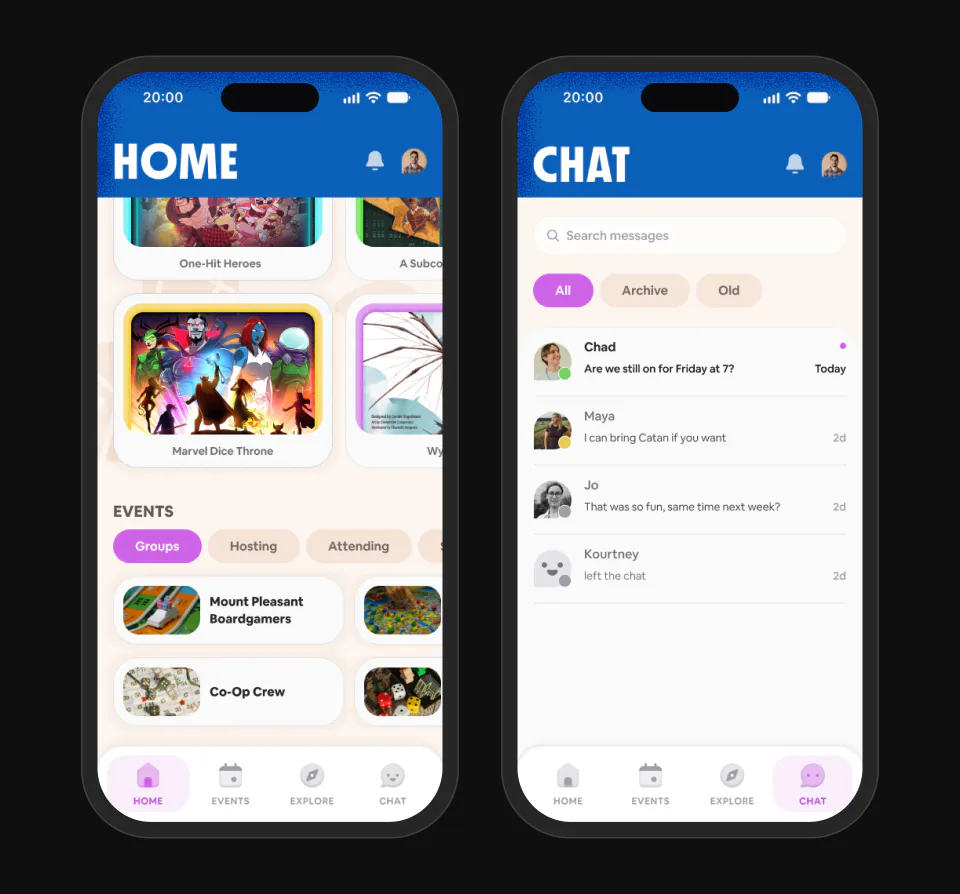 20:00
HOME
One-Hit Heroes
A Subco
Marvel Dice Throne
Wy
EVENTS
Groups
Hosting
Attending
Mount Pleasant
Boardgamers
Co-Op Crew
HOME
EVENTS
EXPLORE
CHAT
20:00
CHAT
Search messages
All
Archive
Old
Chad
Are we still on for Friday at 7?
Today
Maya
I can bring Catan if you want
2d
Jo
That was so fun, same time next week?
2d
Kourtney
left the chat
2d
HOME
EVENTS
EXPLORE
CHAT